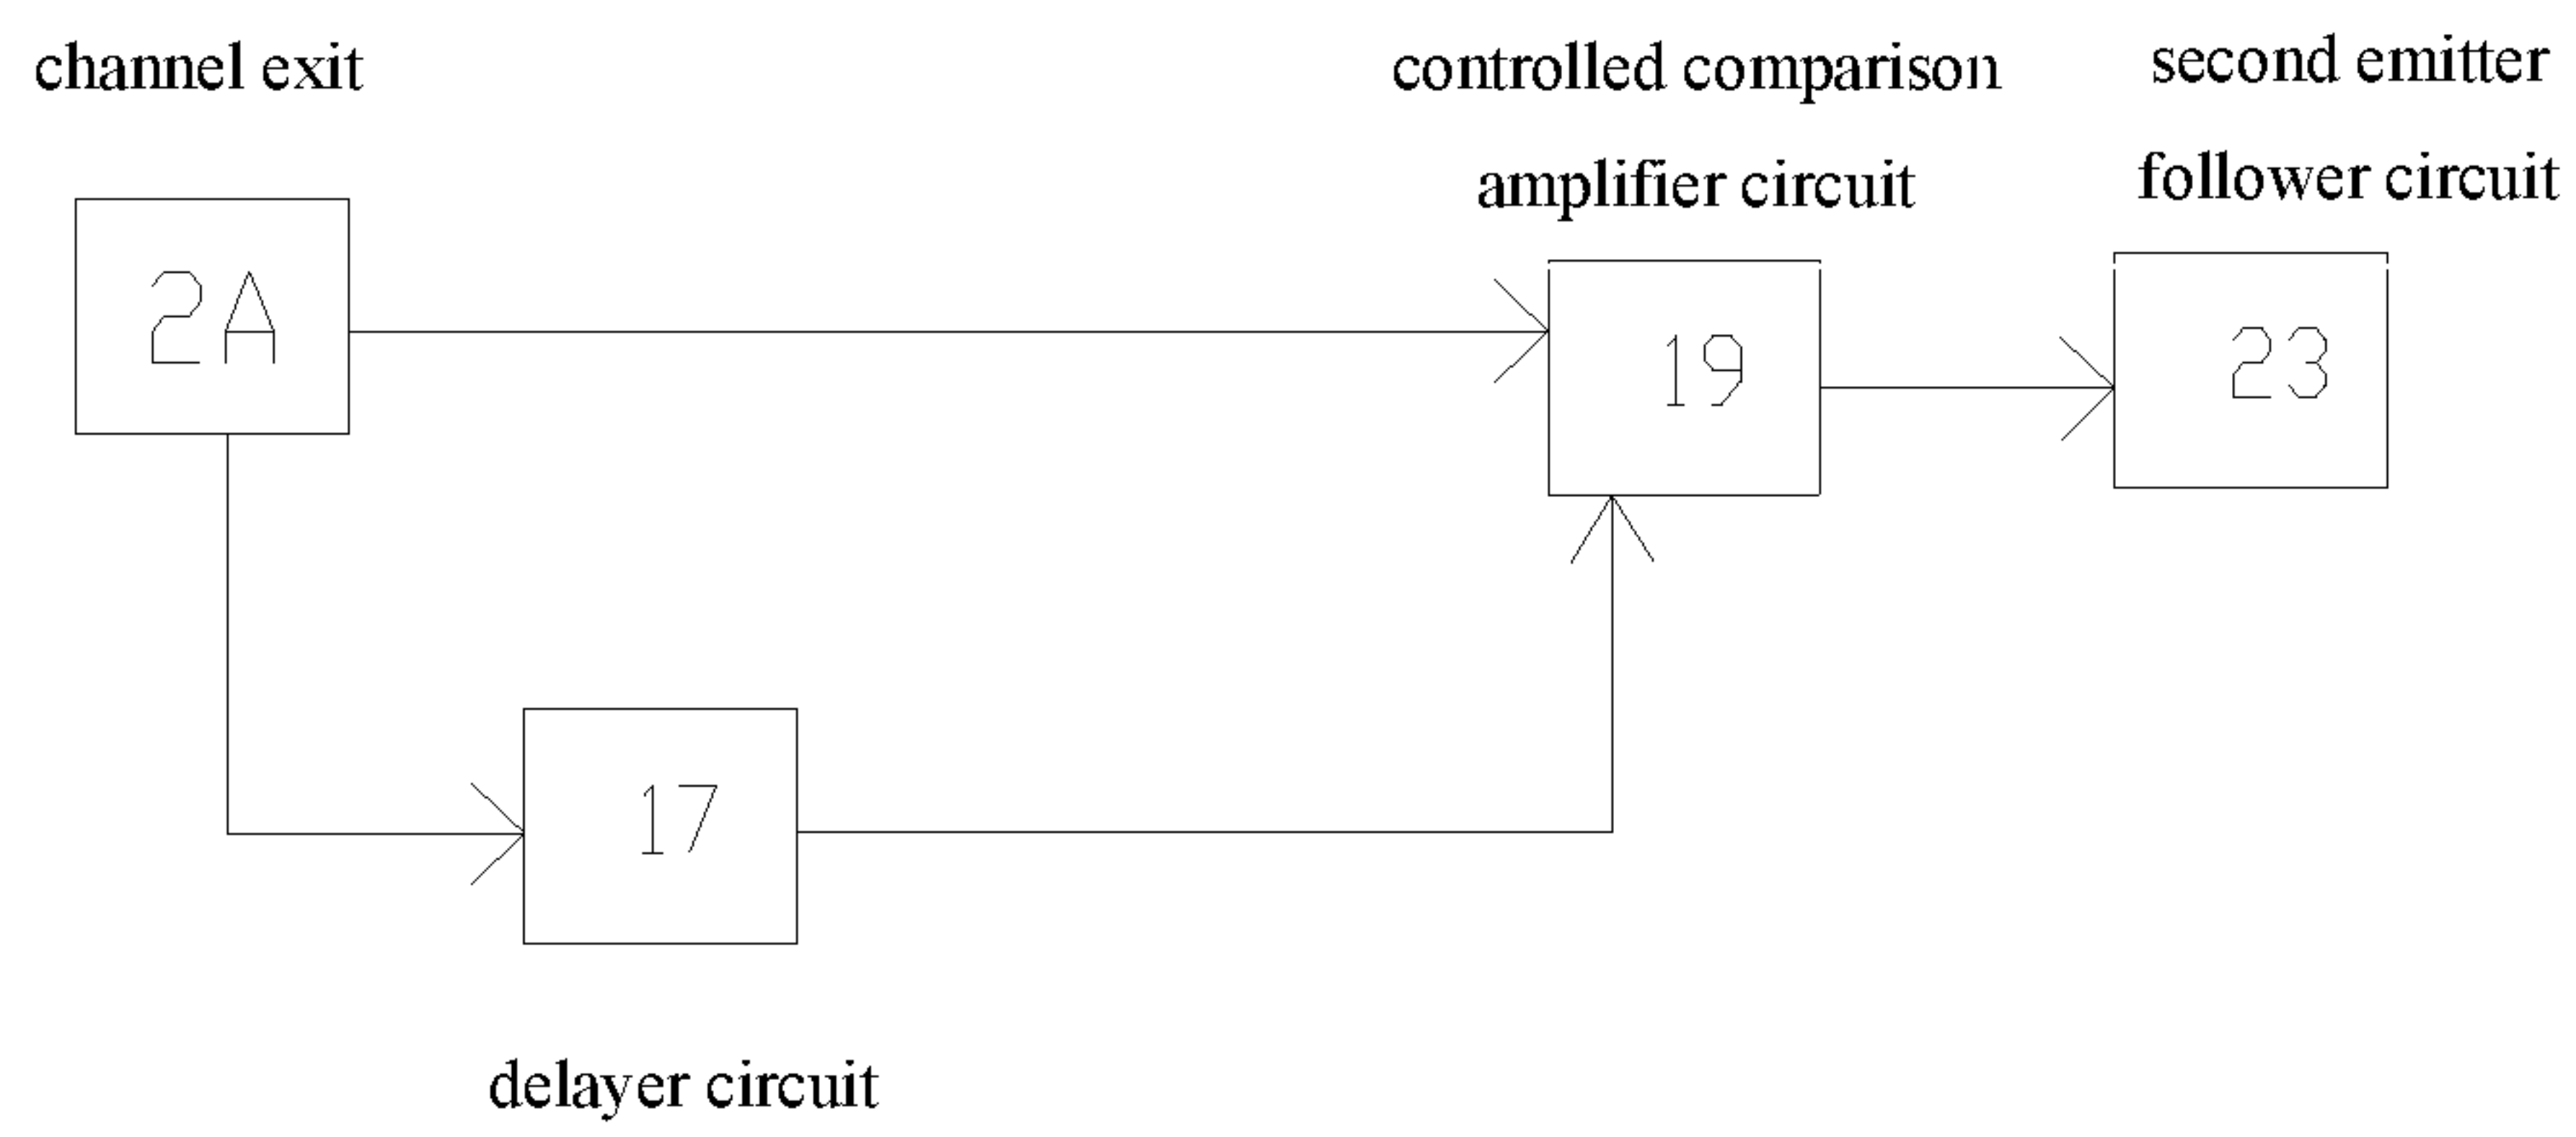 channel exit
controlled comparison
amplifier circuit
second emitter
follower circuit
2A
19
23
17
delayer circuit